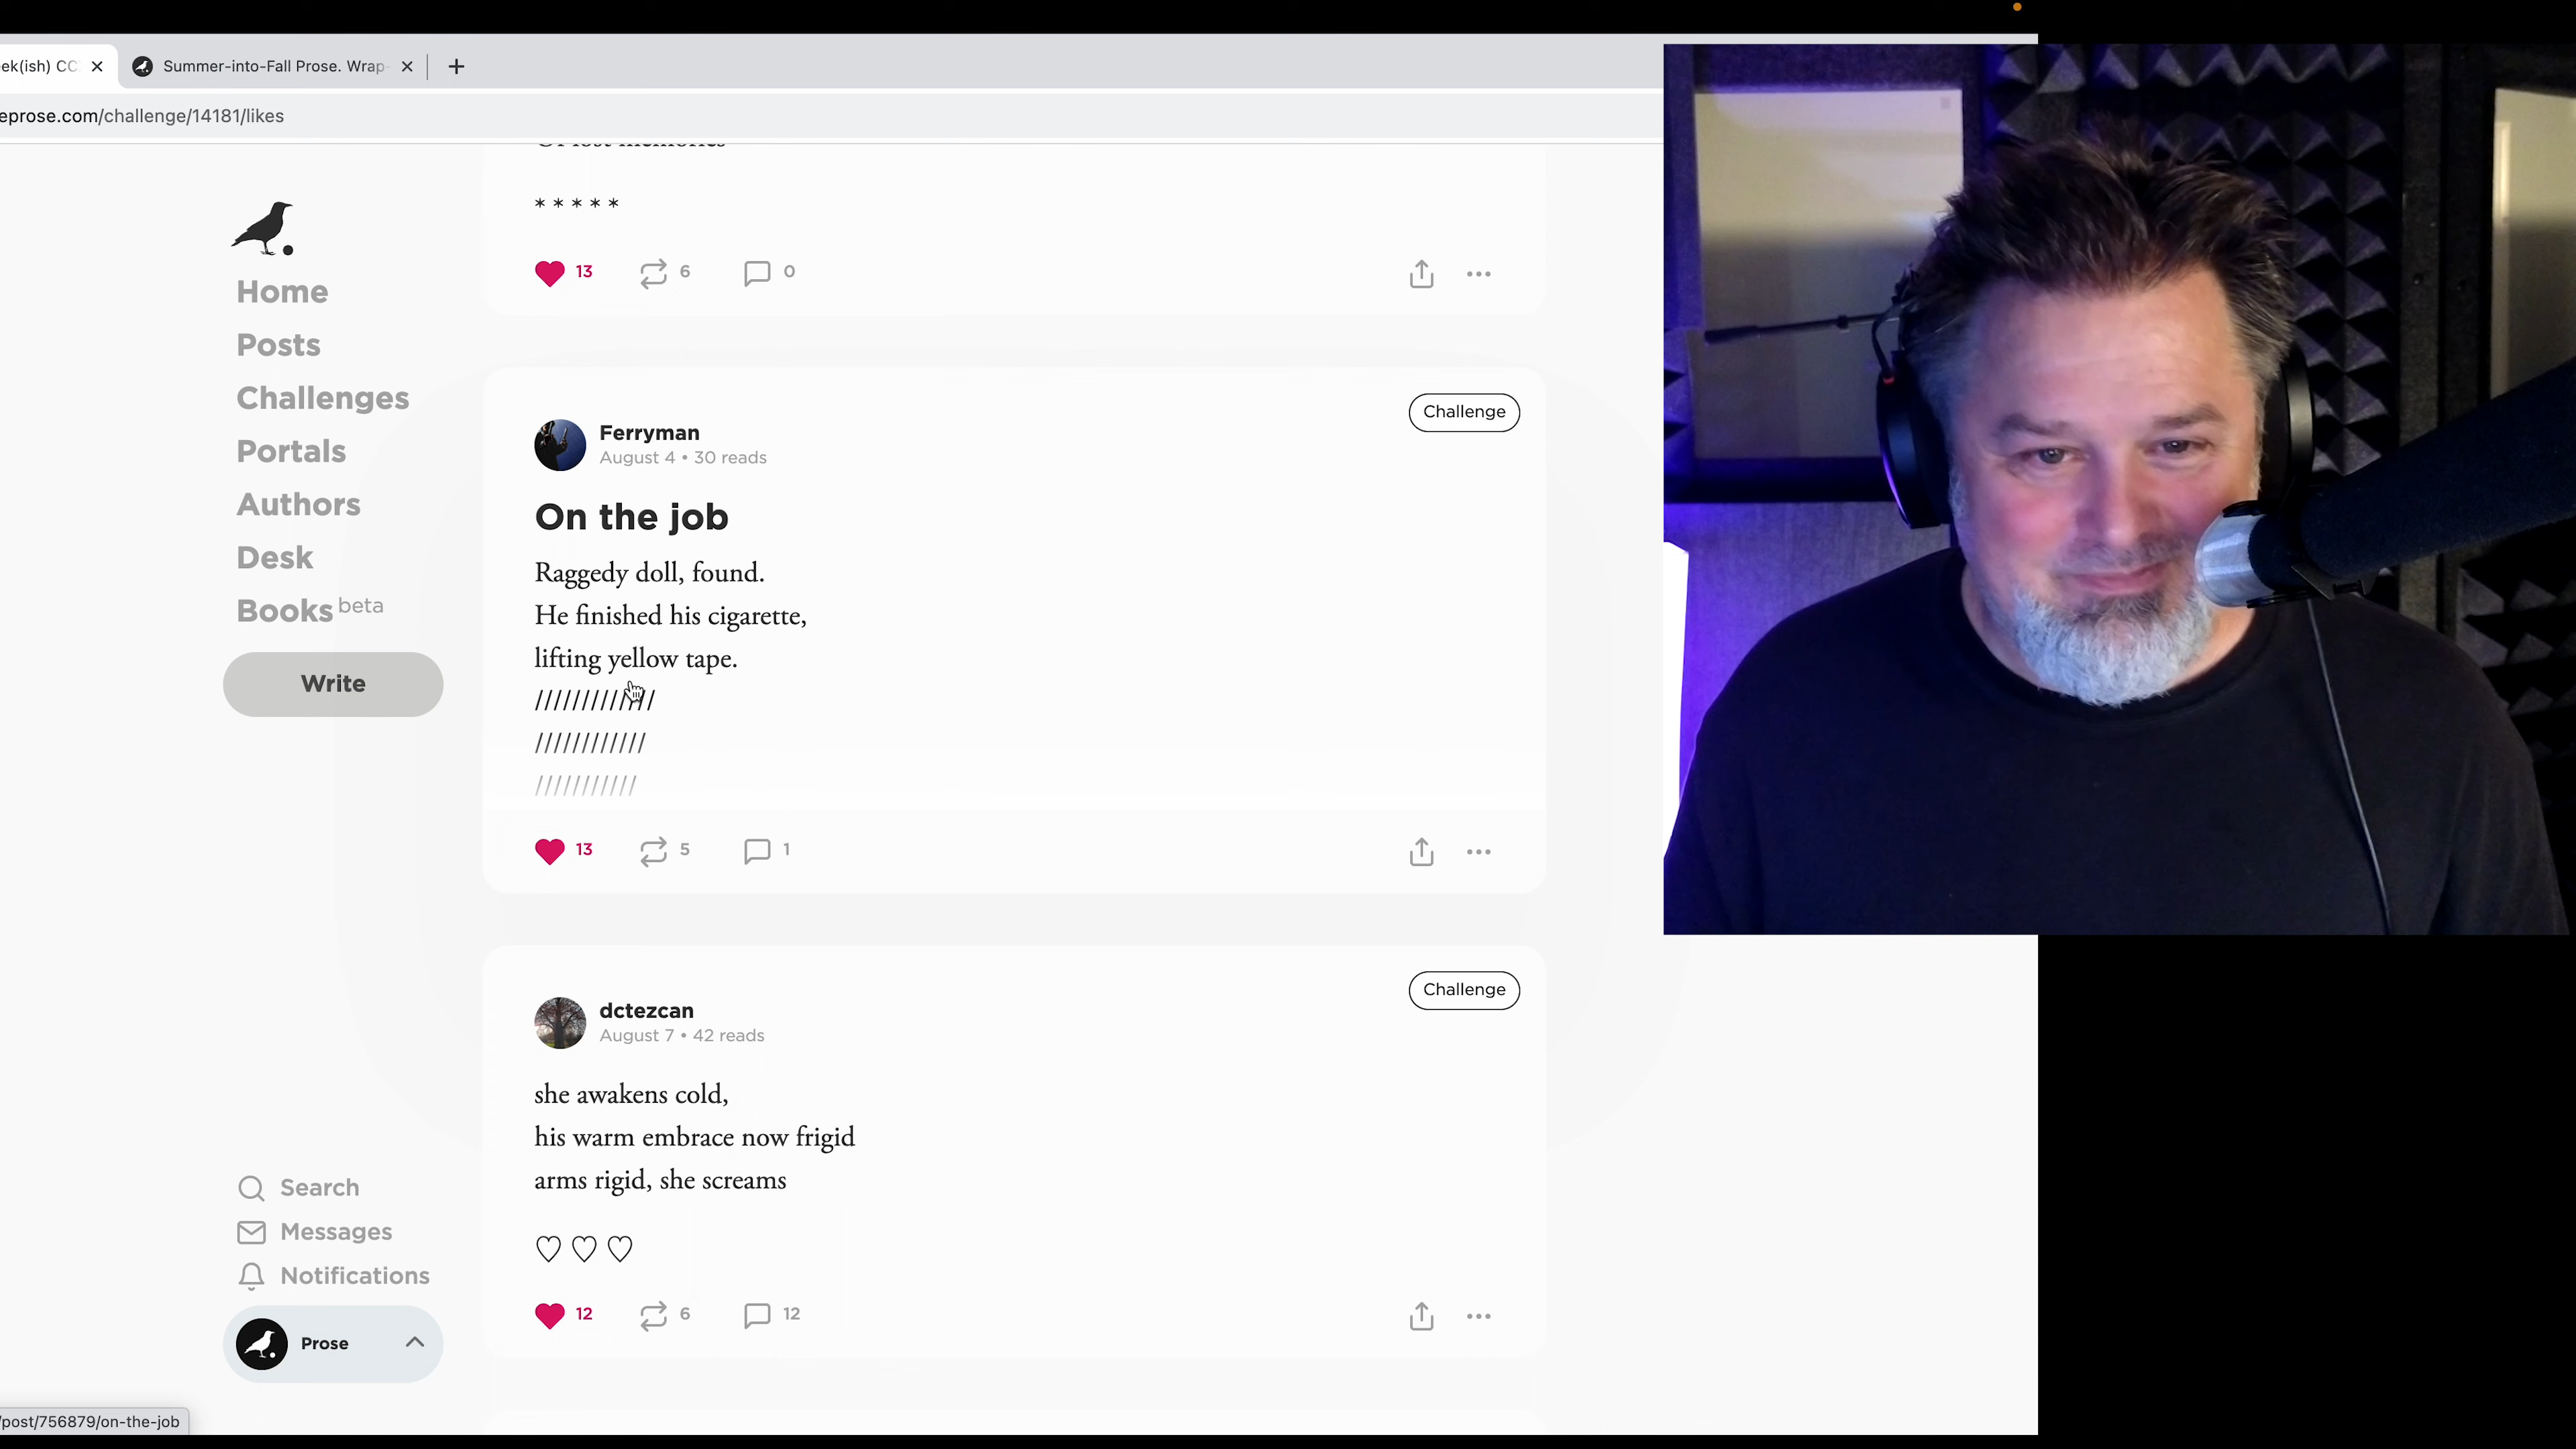 ek(ish) CC
Summer-into-Fall Prose. Wrap-
eprose.com/challenge/14181/likes
Of lost memories
* * * * *
13 6 0
Home
Posts
Challenges
Portals
Authors
Desk
Books beta
Write
Challenge
Ferryman
August 4 • 30 reads
On the job
Raggedy doll, found.
He finished his cigarette,
lifting yellow tape.
/////////////
////////////
///////////
13 5 1
Challenge
dctezcan
August 7 • 42 reads
she awakens cold,
his warm embrace now frigid
arms rigid, she screams
♡ ♡ ♡
12 6 12
Search
Messages
Notifications
Prose
/post/756879/on-the-job